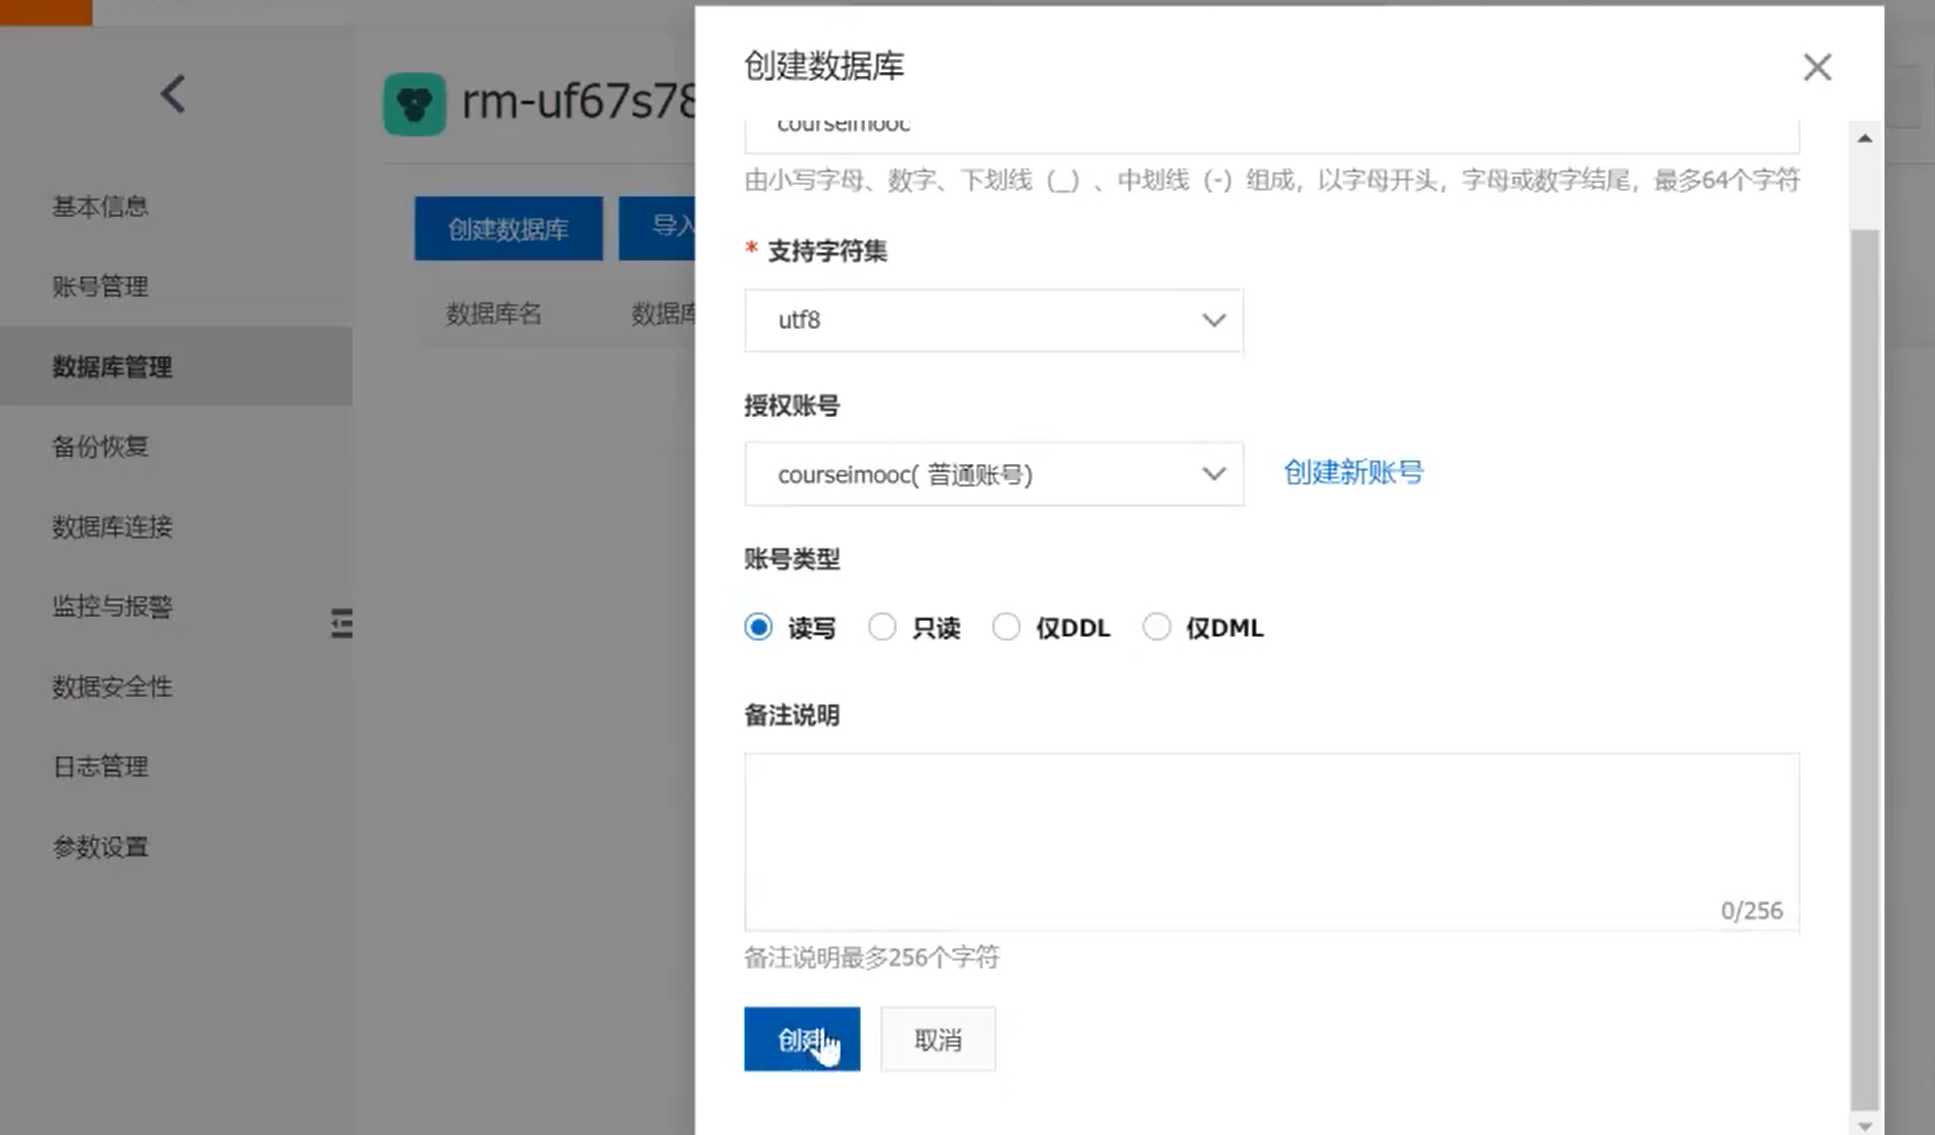 rm-uf67s78
基本信息
账号管理
数据库管理
备份恢复
数据库连接
监控与报警
数据安全性
日志管理
参数设置
创建数据库
导入
数据库名
数据库
创建数据库
courseimooc
由小写字母、数字、下划线（_）、中划线（-）组成，以字母开头，字母或数字结尾，最多64个字符
* 支持字符集
utf8
授权账号
courseimooc( 普通账号)
创建新账号
账号类型
读写 只读 仅DDL 仅DML
备注说明
0/256
备注说明最多256个字符
创建
取消